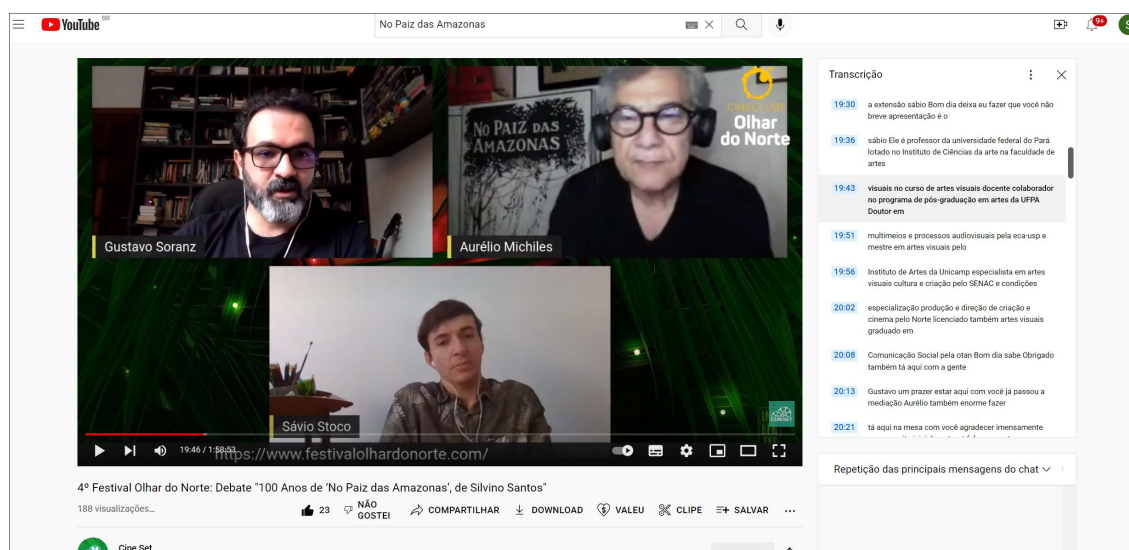 YouTube BR
No Paiz das Amazonas
9+
S
CINECLUBE
Olhar
do Norte
NO PAIZ DAS
AMAZONAS
Gustavo Soranz
Aurélio Michiles
Sávio Stoco
CINESET
19:46 / 1:58:53
https://www.festivalolhardonorte.com/
4º Festival Olhar do Norte: Debate "100 Anos de ‘No Paiz das Amazonas’, de Silvino Santos"
188 visualizações...
23
NÃO
GOSTEI
COMPARTILHAR
DOWNLOAD
VALEU
CLIPE
SALVAR
Cine Set
Transcrição
19:30 a extensão sábio Bom dia deixa eu fazer que você não
breve apresentação é o
19:36 sábio Ele é professor da universidade federal do Pará
lotado no Instituto de Ciências da arte na faculdade de
artes
19:43 visuais no curso de artes visuais docente colaborador
no programa de pós-graduação em artes da UFPA
Doutor em
19:51 multimeios e processos audiovisuais pela eca-usp e
mestre em artes visuais pelo
19:56 Instituto de Artes da Unicamp especialista em artes
visuais cultura e criação pelo SENAC e condições
20:02 especialização produção e direção de criação e
cinema pelo Norte licenciado também artes visuais
graduado em
20:08 Comunicação Social pela otan Bom dia sabe Obrigado
também tá aqui com a gente
20:13 Gustavo um prazer estar aqui com você já passou a
mediação Aurélio também enorme fazer
20:21 tá aqui na mesa com você agradecer imensamente
Repetição das principais mensagens do chat